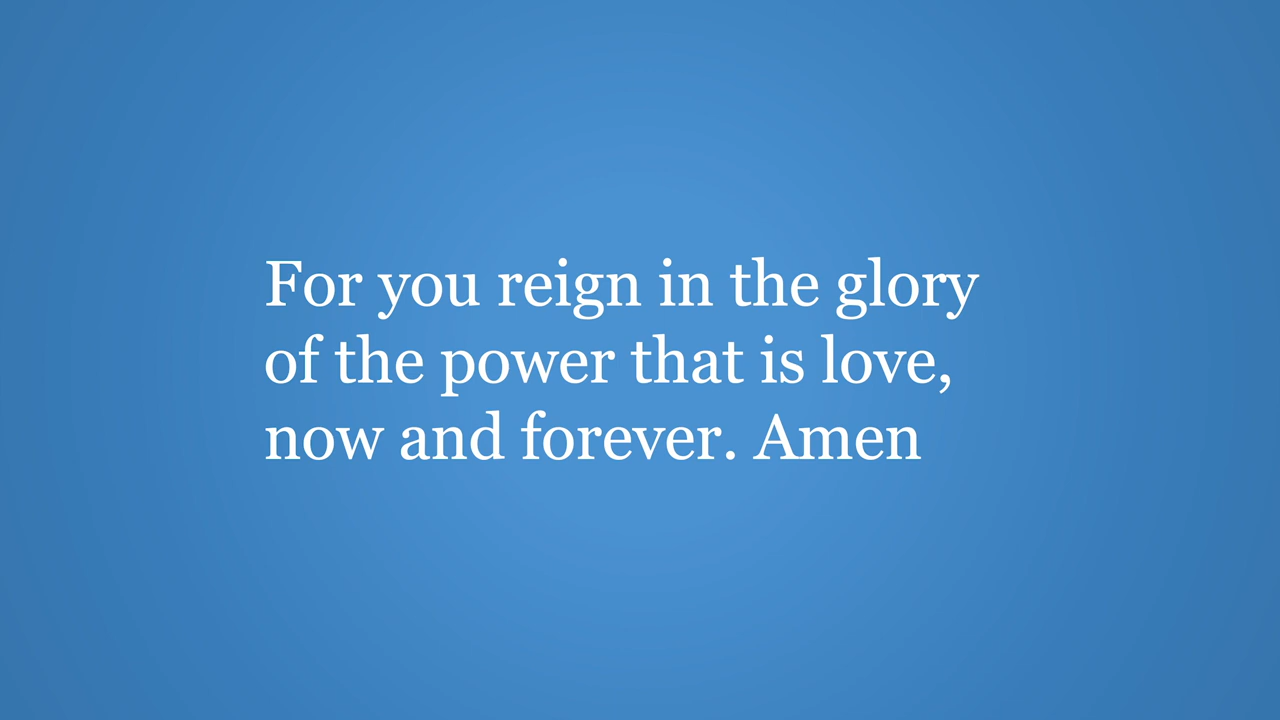 For you reign in the glory
of the power that is love,
now and forever. Amen